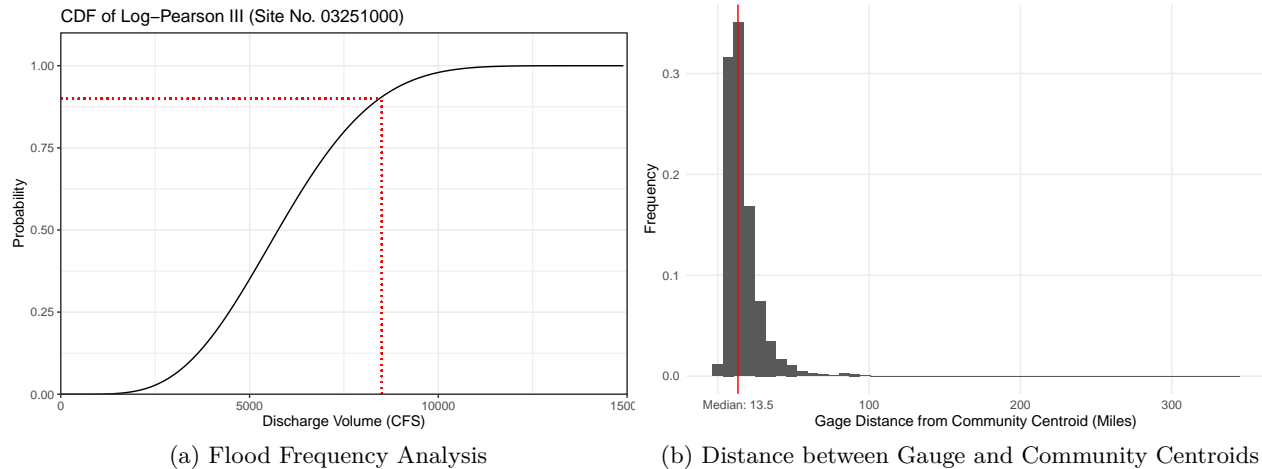 CDF of Log−Pearson III (Site No. 03251000)
1.00
0.75
0.50
0.25
0.00
Probability
0 5000 10000 1500
Discharge Volume (CFS)
(a) Flood Frequency Analysis
0.3
0.2
0.1
0.0
Frequency
Median: 13.5 100 200 300
Gage Distance from Community Centroid (Miles)
(b) Distance between Gauge and Community Centroids